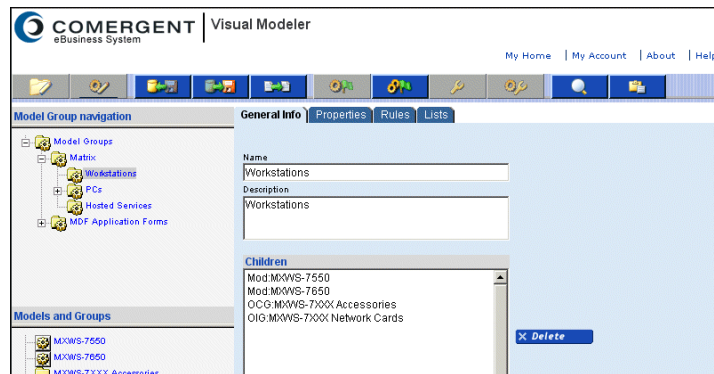 COMERGENT
eBusiness System
Visual Modeler
My Home | My Account | About | Help
Model Group navigation
General Info Properties Rules Lists
Model Groups
Matrix
Workstations
PCs
Hosted Services
MDF Application Forms
Name
Workstations
Description
Workstations
Children
Mod:MXWS-7550
Mod:MXWS-7650
OCG:MXWS-7XXX Accessories
OIG:MXWS-7XXX Network Cards
X Delete
Models and Groups
MXWS-7550
MXWS-7650
MXWS-7XXX Accessories